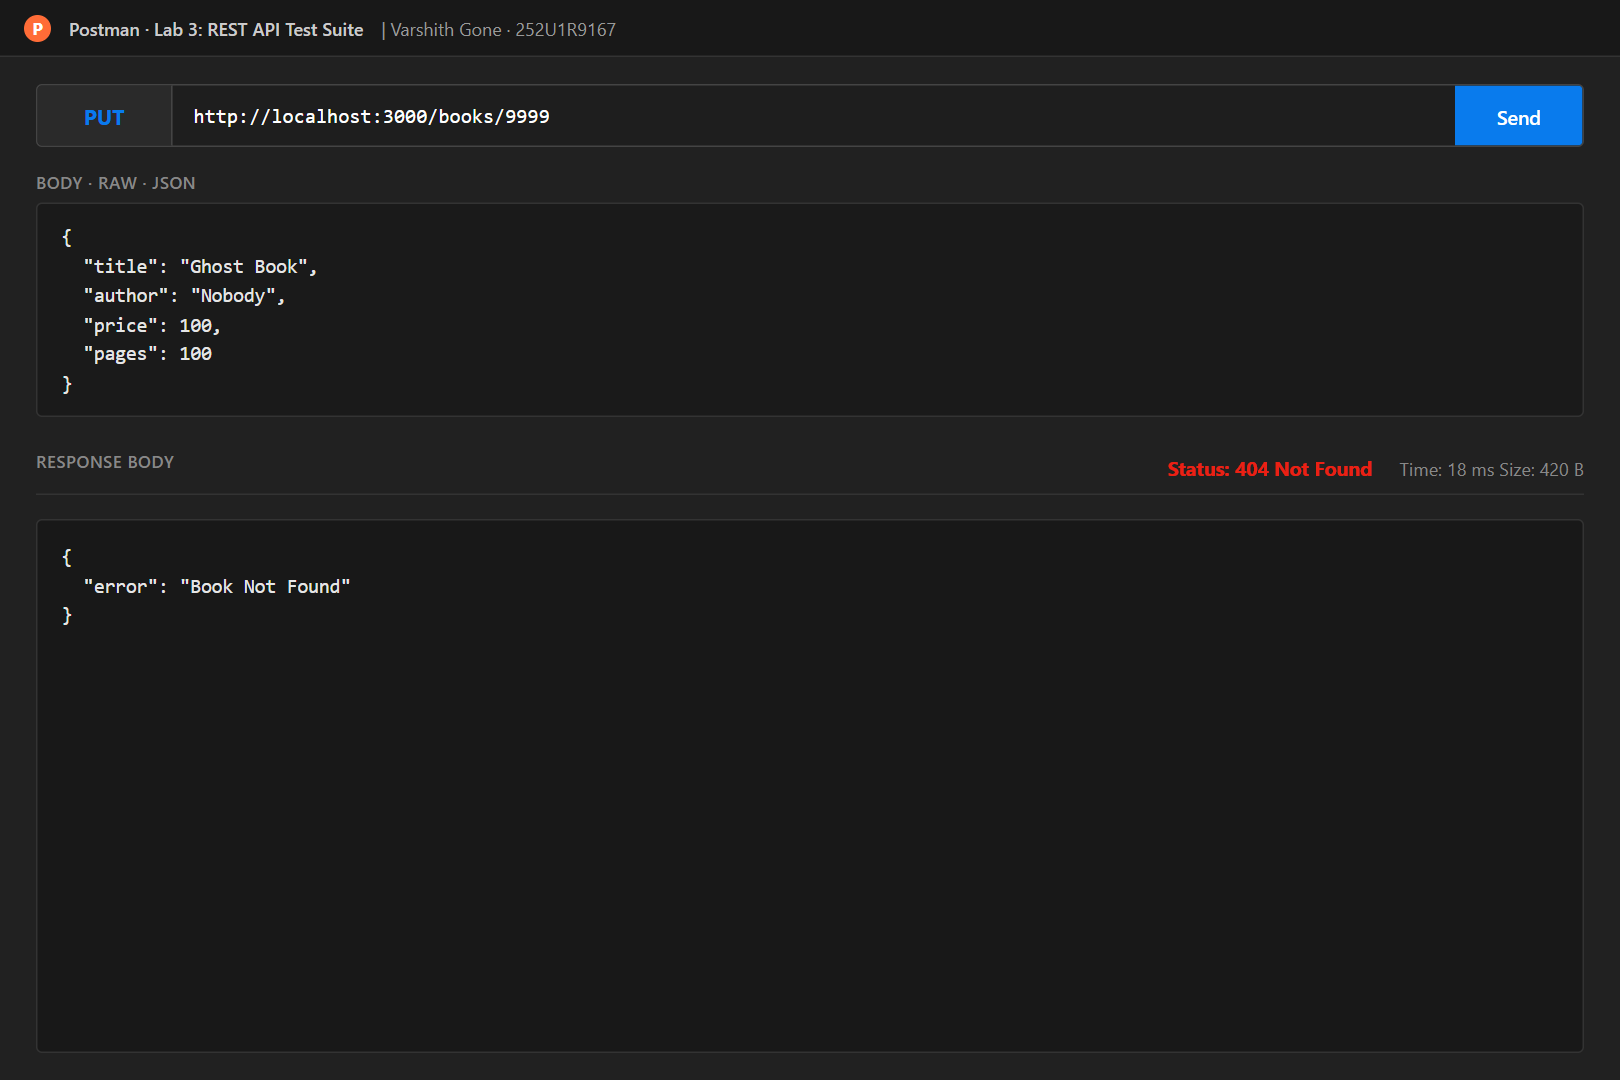 P Postman · Lab 3: REST API Test Suite | Varshith Gone · 252U1R9167
PUT http://localhost:3000/books/9999 Send
BODY · RAW · JSON
{
  "title": "Ghost Book",
  "author": "Nobody",
  "price": 100,
  "pages": 100
}
RESPONSE BODY Status: 404 Not Found Time: 18 ms Size: 420 B
{
  "error": "Book Not Found"
}